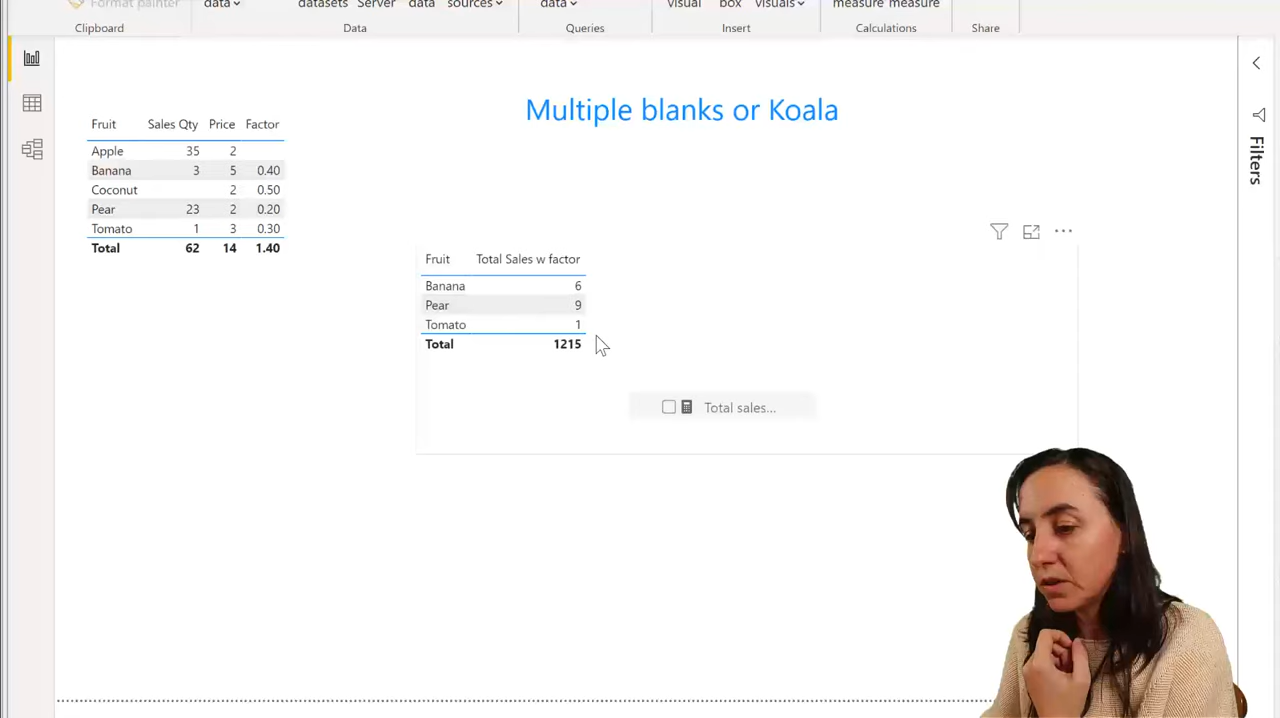 Format painter
data
datasets Server data sources
data
visual box visuals
measure measure
Clipboard
Data
Queries
Insert
Calculations
Share
Multiple blanks or Koala
Filters
Fruit Sales Qty Price Factor
Apple 35 2
Banana 3 5 0.40
Coconut 2 0.50
Pear 23 2 0.20
Tomato 1 3 0.30
Total 62 14 1.40
Fruit Total Sales w factor
Banana 6
Pear 9
Tomato 1
Total 1215
Total sales...